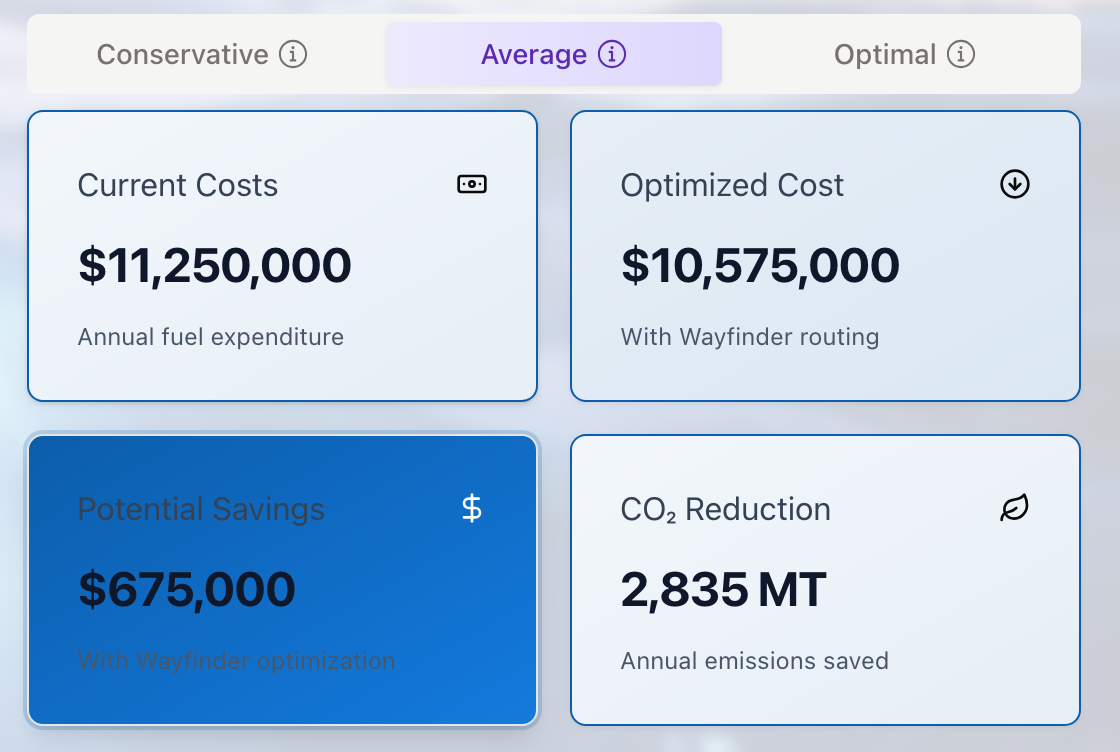 Conservative
Average
Optimal
Current Costs
$11,250,000
Annual fuel expenditure
Optimized Cost
$10,575,000
With Wayfinder routing
Potential Savings
$675,000
With Wayfinder optimization
CO₂ Reduction
2,835 MT
Annual emissions saved